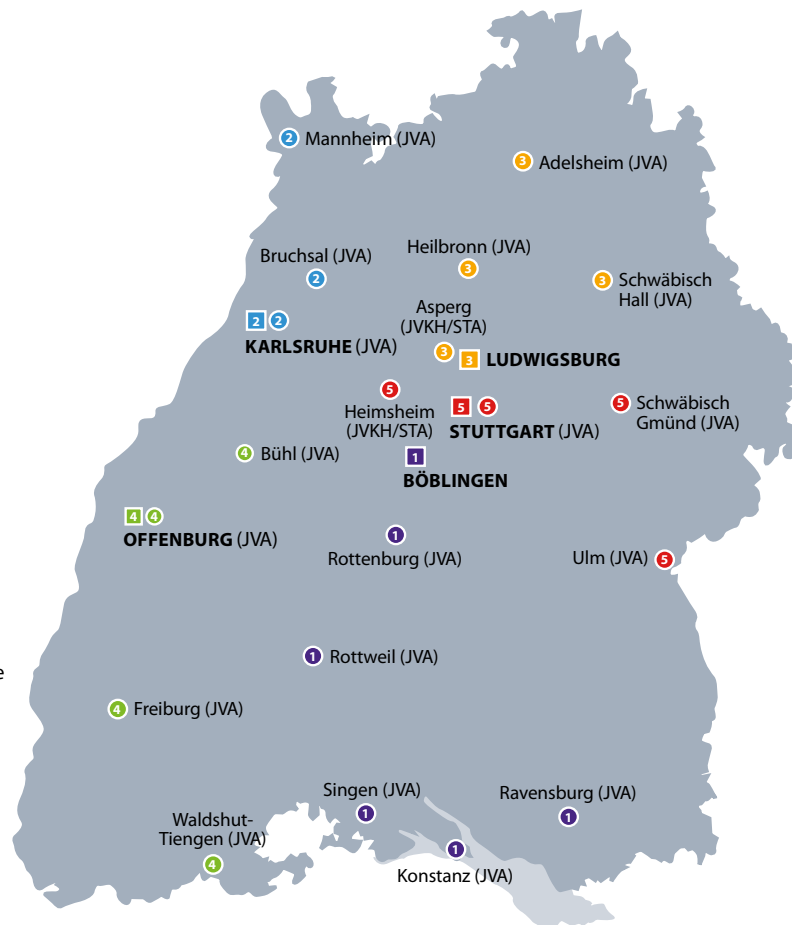 2 Mannheim (JVA)
3 Adelsheim (JVA)
Heilbronn (JVA)
3
Bruchsal (JVA)
2
3 Schwäbisch
Hall (JVA)
Asperg
(JVKH/STA)
3
2 2
KARLSRUHE (JVA)
3 LUDWIGSBURG
5
Heimsheim
(JVKH/STA)
5 5
STUTTGART (JVA)
5 Schwäbisch
Gmünd (JVA)
4 Bühl (JVA)
1
BÖBLINGEN
4 4
OFFENBURG (JVA)
1
Rottenburg (JVA)
Ulm (JVA) 5
1 Rottweil (JVA)
e
4 Freiburg (JVA)
Singen (JVA)
1
Ravensburg (JVA)
1
Waldshut-
Tiengen (JVA)
4
1
Konstanz (JVA)